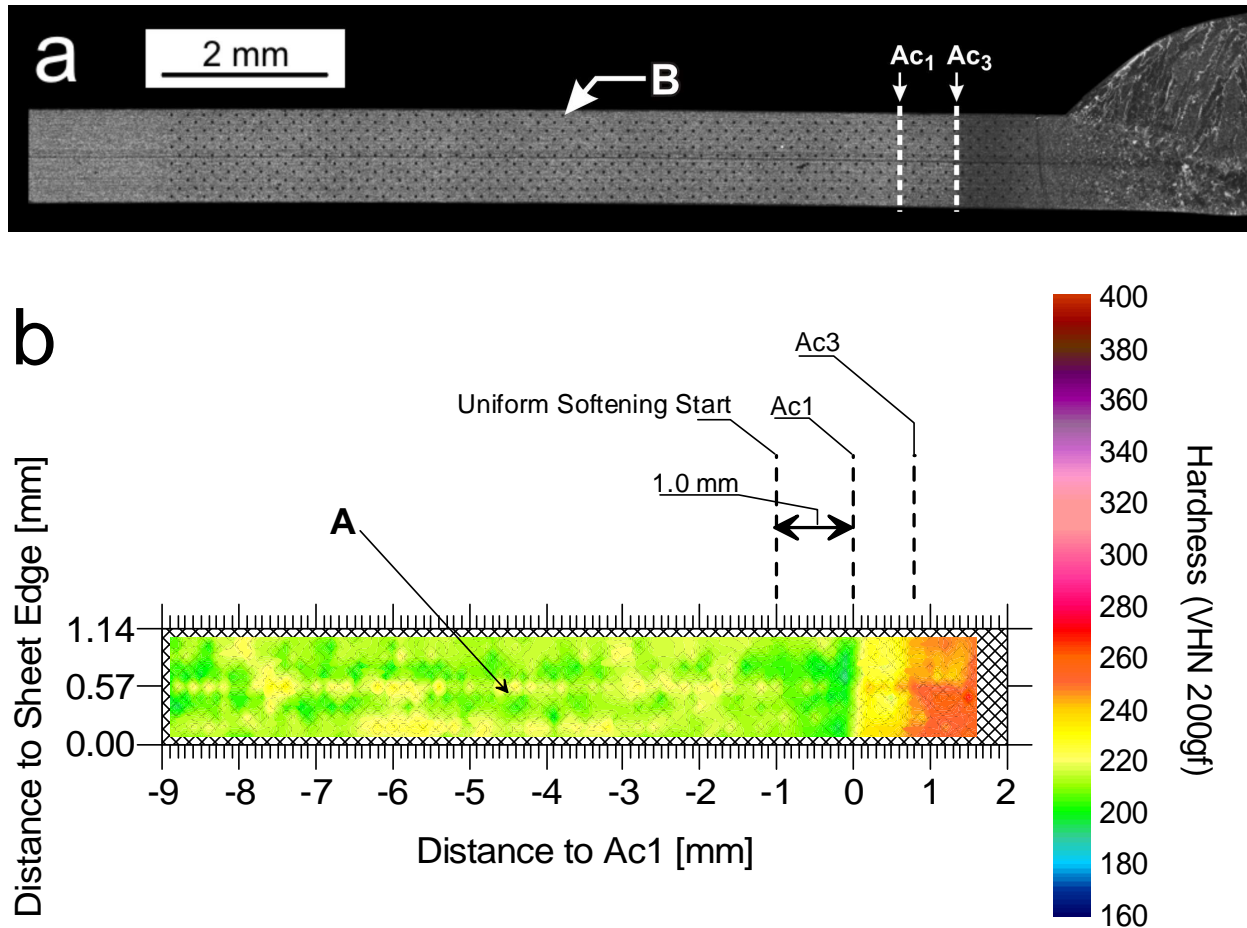 a
2 mm
B
Ac1 Ac3
b
Ac3
Uniform Softening Start
Ac1
1.0 mm
A
Distance to Sheet Edge [mm]
1.14
0.57
0.00
-9 -8 -7 -6 -5 -4 -3 -2 -1 0 1 2
Distance to Ac1 [mm]
400
380
360
340
320
300
280
260
240
220
200
180
160
Hardness (VHN 200gf)